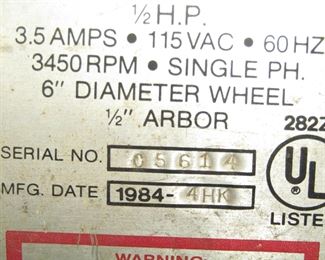 ½ H.P.
3.5 AMPS • 115 VAC • 60 HZ
3450 RPM • SINGLE PH.
6" DIAMETER WHEEL
½" ARBOR
282Z
SERIAL NO. 05614
UL
MFG. DATE 1984-4HK
LISTE
WARNING